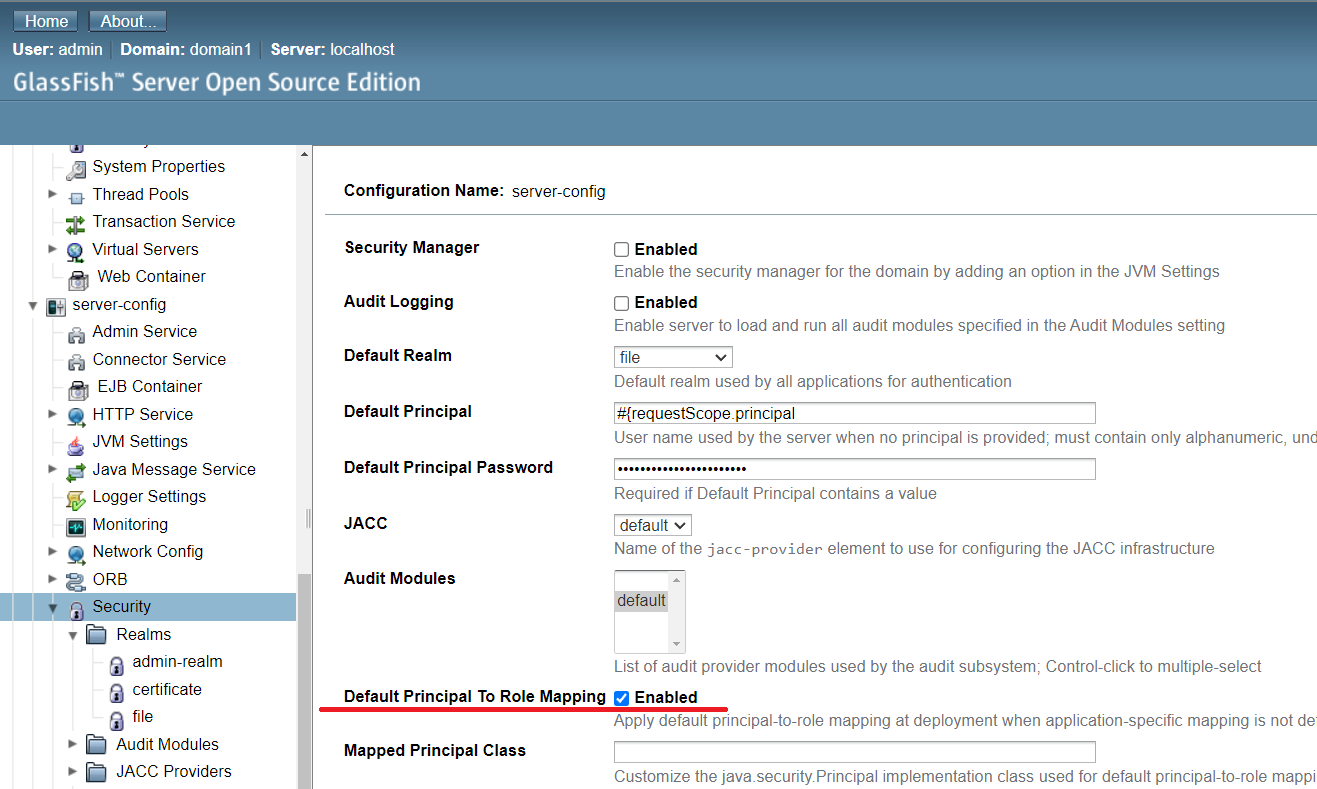 Home About...
User: admin Domain: domain1 Server: localhost
GlassFish™ Server Open Source Edition
System Properties
Thread Pools
Transaction Service
Virtual Servers
Web Container
server-config
Admin Service
Connector Service
EJB Container
HTTP Service
JVM Settings
Java Message Service
Logger Settings
Monitoring
Network Config
ORB
Security
Realms
admin-realm
certificate
file
Audit Modules
JACC Providers
Configuration Name: server-config
Security Manager Enabled
Enable the security manager for the domain by adding an option in the JVM Settings
Audit Logging Enabled
Enable server to load and run all audit modules specified in the Audit Modules setting
Default Realm file
Default realm used by all applications for authentication
Default Principal #{requestScope.principal
User name used by the server when no principal is provided; must contain only alphanumeric, und
Default Principal Password •••••••••••••••••••••••
Required if Default Principal contains a value
JACC default
Name of the jacc-provider element to use for configuring the JACC infrastructure
Audit Modules default
List of audit provider modules used by the audit subsystem; Control-click to multiple-select
Default Principal To Role Mapping Enabled
Apply default principal-to-role mapping at deployment when application-specific mapping is not de
Mapped Principal Class
Customize the java.security.Principal implementation class used for default principal-to-role mappi